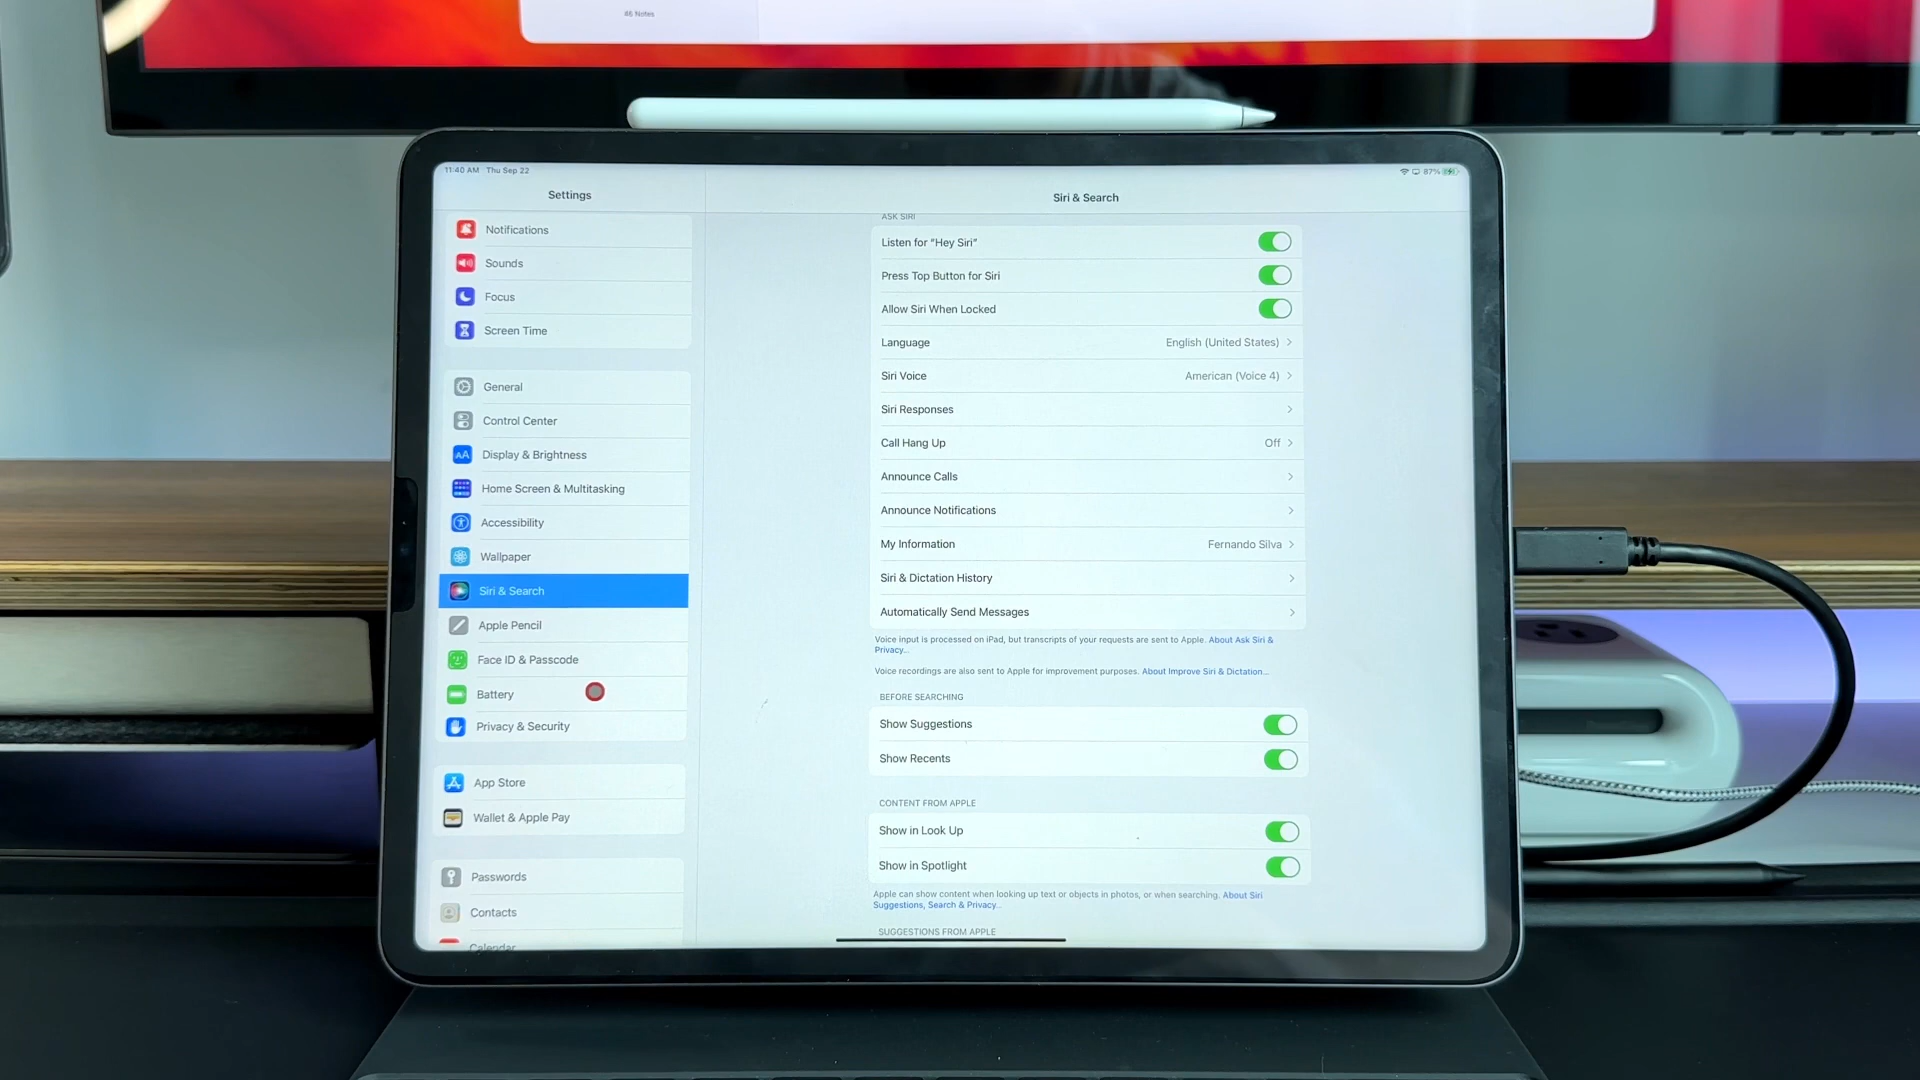 46 Notes
11:40 AM Thu Sep 22
87%
Settings
Notifications
Sounds
Focus
Screen Time
General
Control Center
Display & Brightness
Home Screen & Multitasking
Accessibility
Wallpaper
Siri & Search
Apple Pencil
Face ID & Passcode
Battery
Privacy & Security
App Store
Wallet & Apple Pay
Passwords
Contacts
Calendar
Siri & Search
ASK SIRI
Listen for “Hey Siri”
Press Top Button for Siri
Allow Siri When Locked
Language English (United States)
Siri Voice American (Voice 4)
Siri Responses
Call Hang Up Off
Announce Calls
Announce Notifications
My Information Fernando Silva
Siri & Dictation History
Automatically Send Messages
Voice input is processed on iPad, but transcripts of your requests are sent to Apple. About Ask Siri &
Privacy...
Voice recordings are also sent to Apple for improvement purposes. About Improve Siri & Dictation...
BEFORE SEARCHING
Show Suggestions
Show Recents
CONTENT FROM APPLE
Show in Look Up
Show in Spotlight
Apple can show content when looking up text or objects in photos, or when searching. About Siri
Suggestions, Search & Privacy...
SUGGESTIONS FROM APPLE